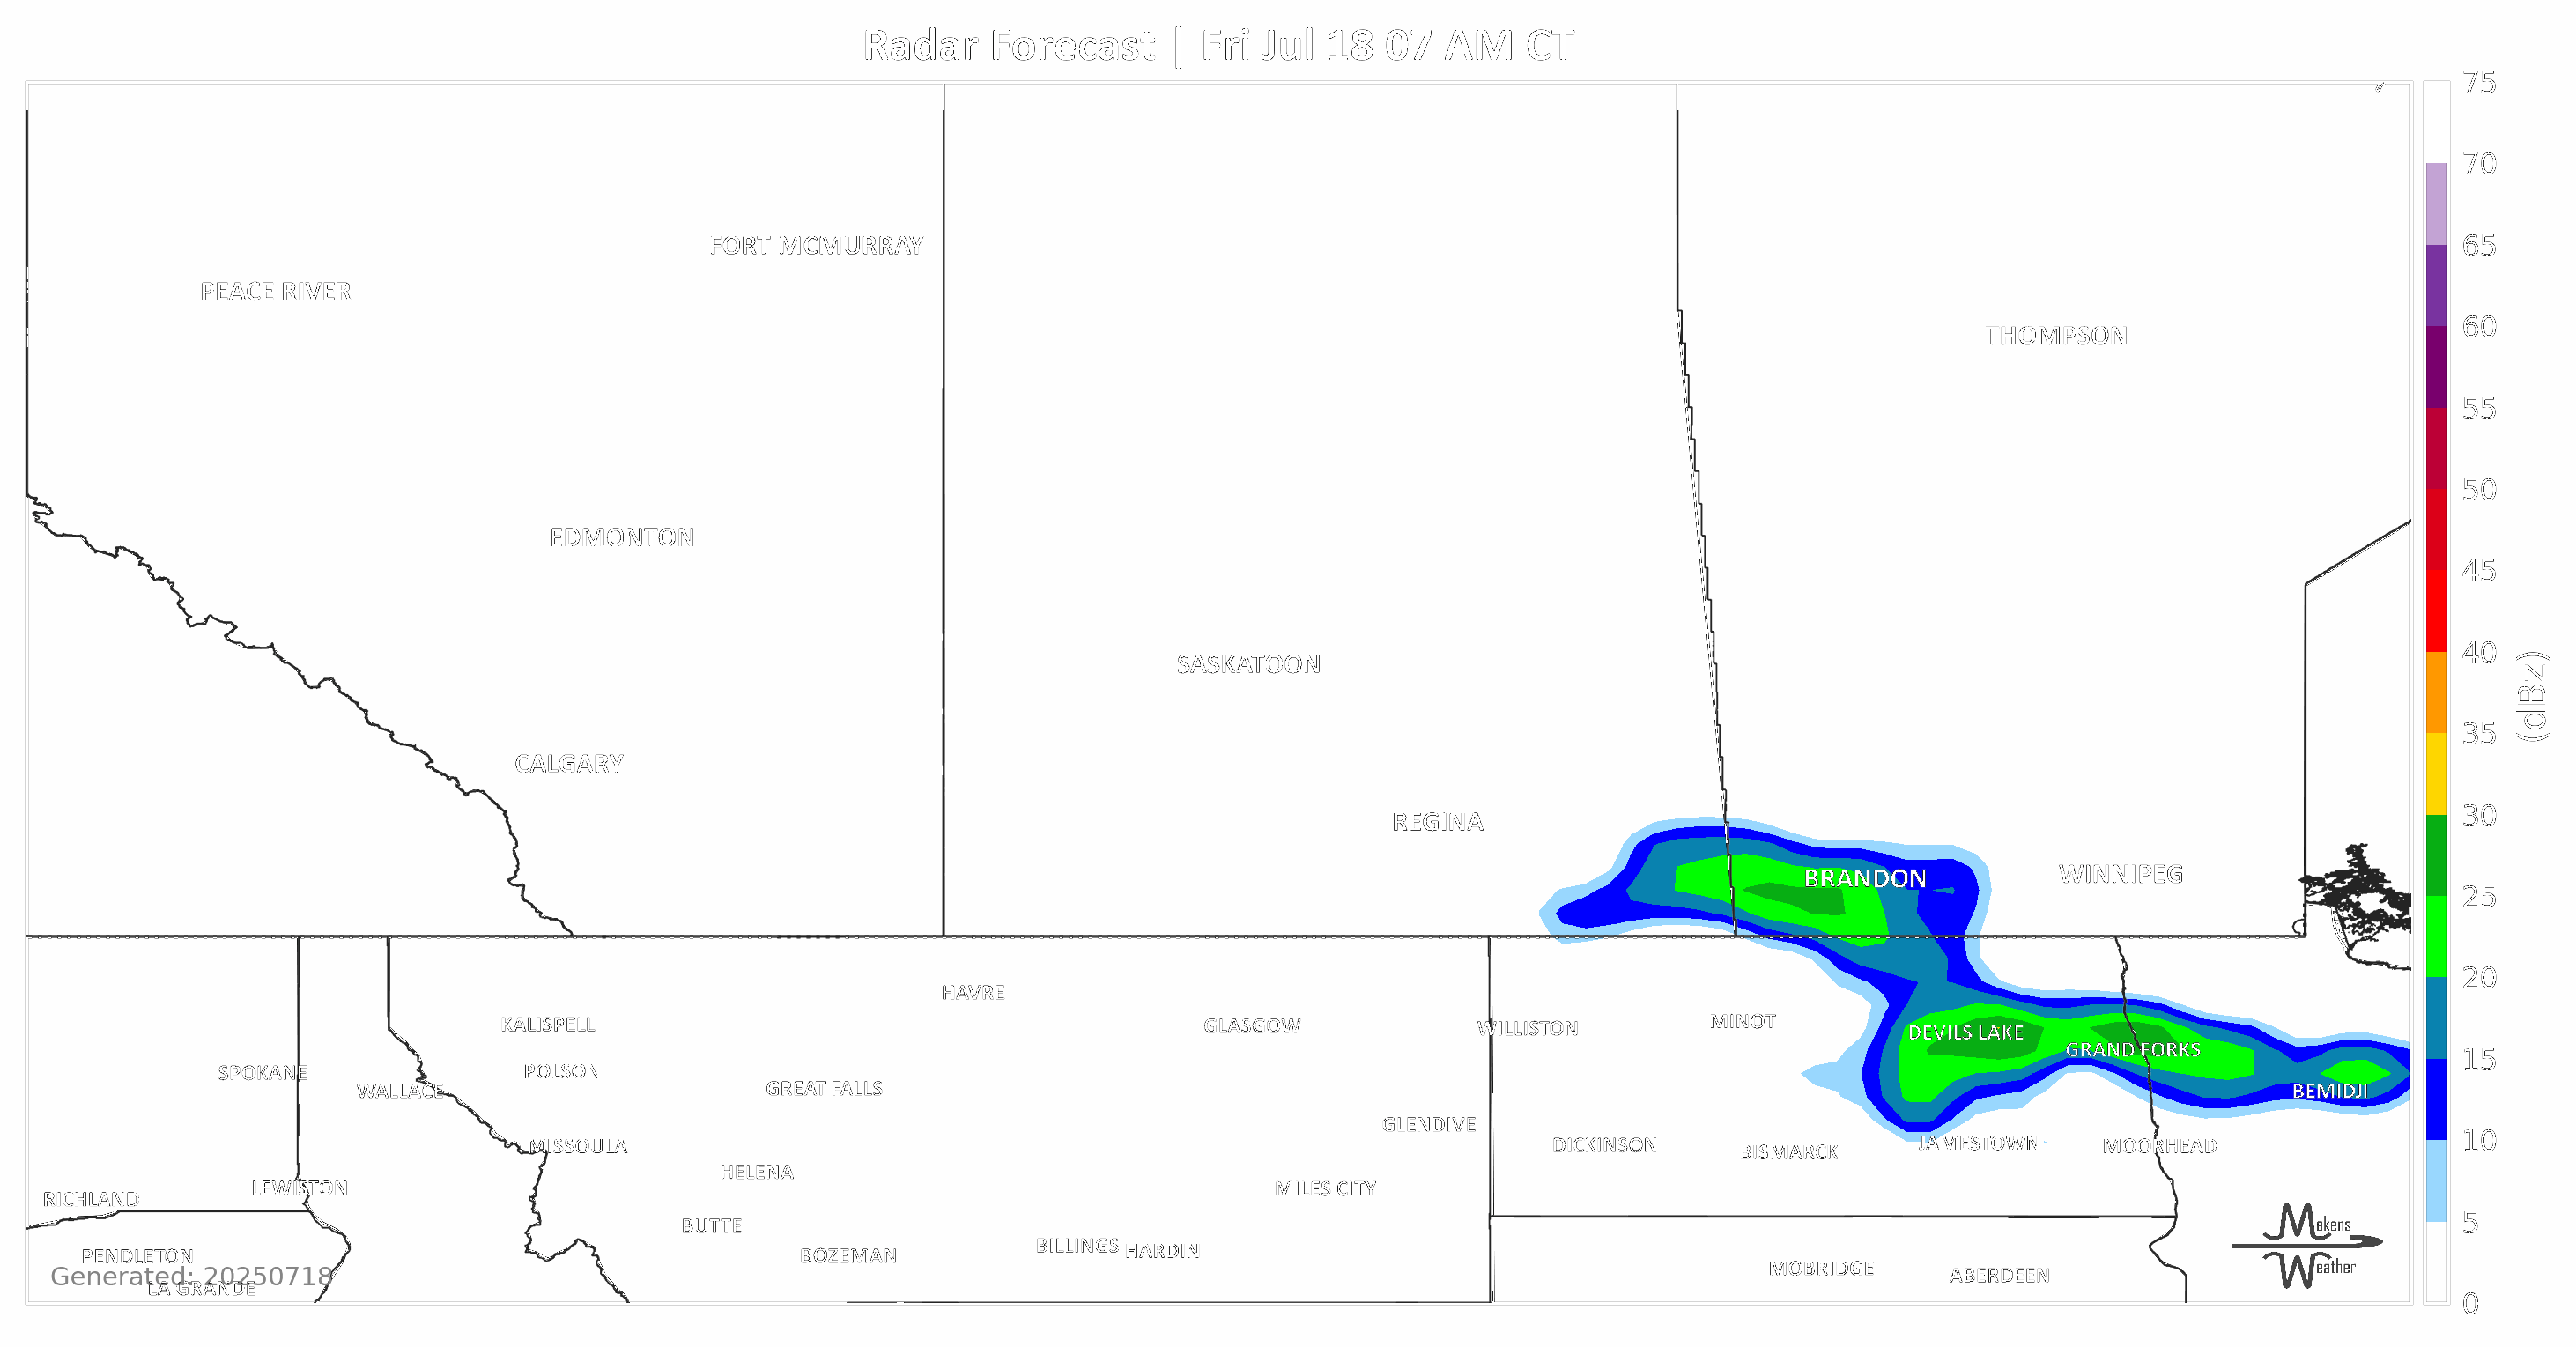 Radar Forecast | Fri Jul 18 07 AM CT
75
70
FORT MCMURRAY
65
PEACE RIVER
60
THOMPSON
55
50
EDMONTON
45
SASKATOON
40
(dBz)
35
CALGARY
REGINA
30
BRANDON
WINNIPEG
25
20
HAVRE
KALISPELL
GLASGOW
WILLISTON
MINOT
DEVILS LAKE
GRAND FORKS
15
SPOKANE
POLSON
WALLACE
GREAT FALLS
BEMIDJI
GLENDIVE
10
MISSOULA
DICKINSON
BISMARCK
JAMESTOWN
MOORHEAD
HELENA
LEWISTON
MILES CITY
RICHLAND
BUTTE
5
Makens
Weather
BILLINGS
HARDIN
PENDLETON
BOZEMAN
MOBRIDGE
ABERDEEN
Generated: 20250718
LA GRANDE
0